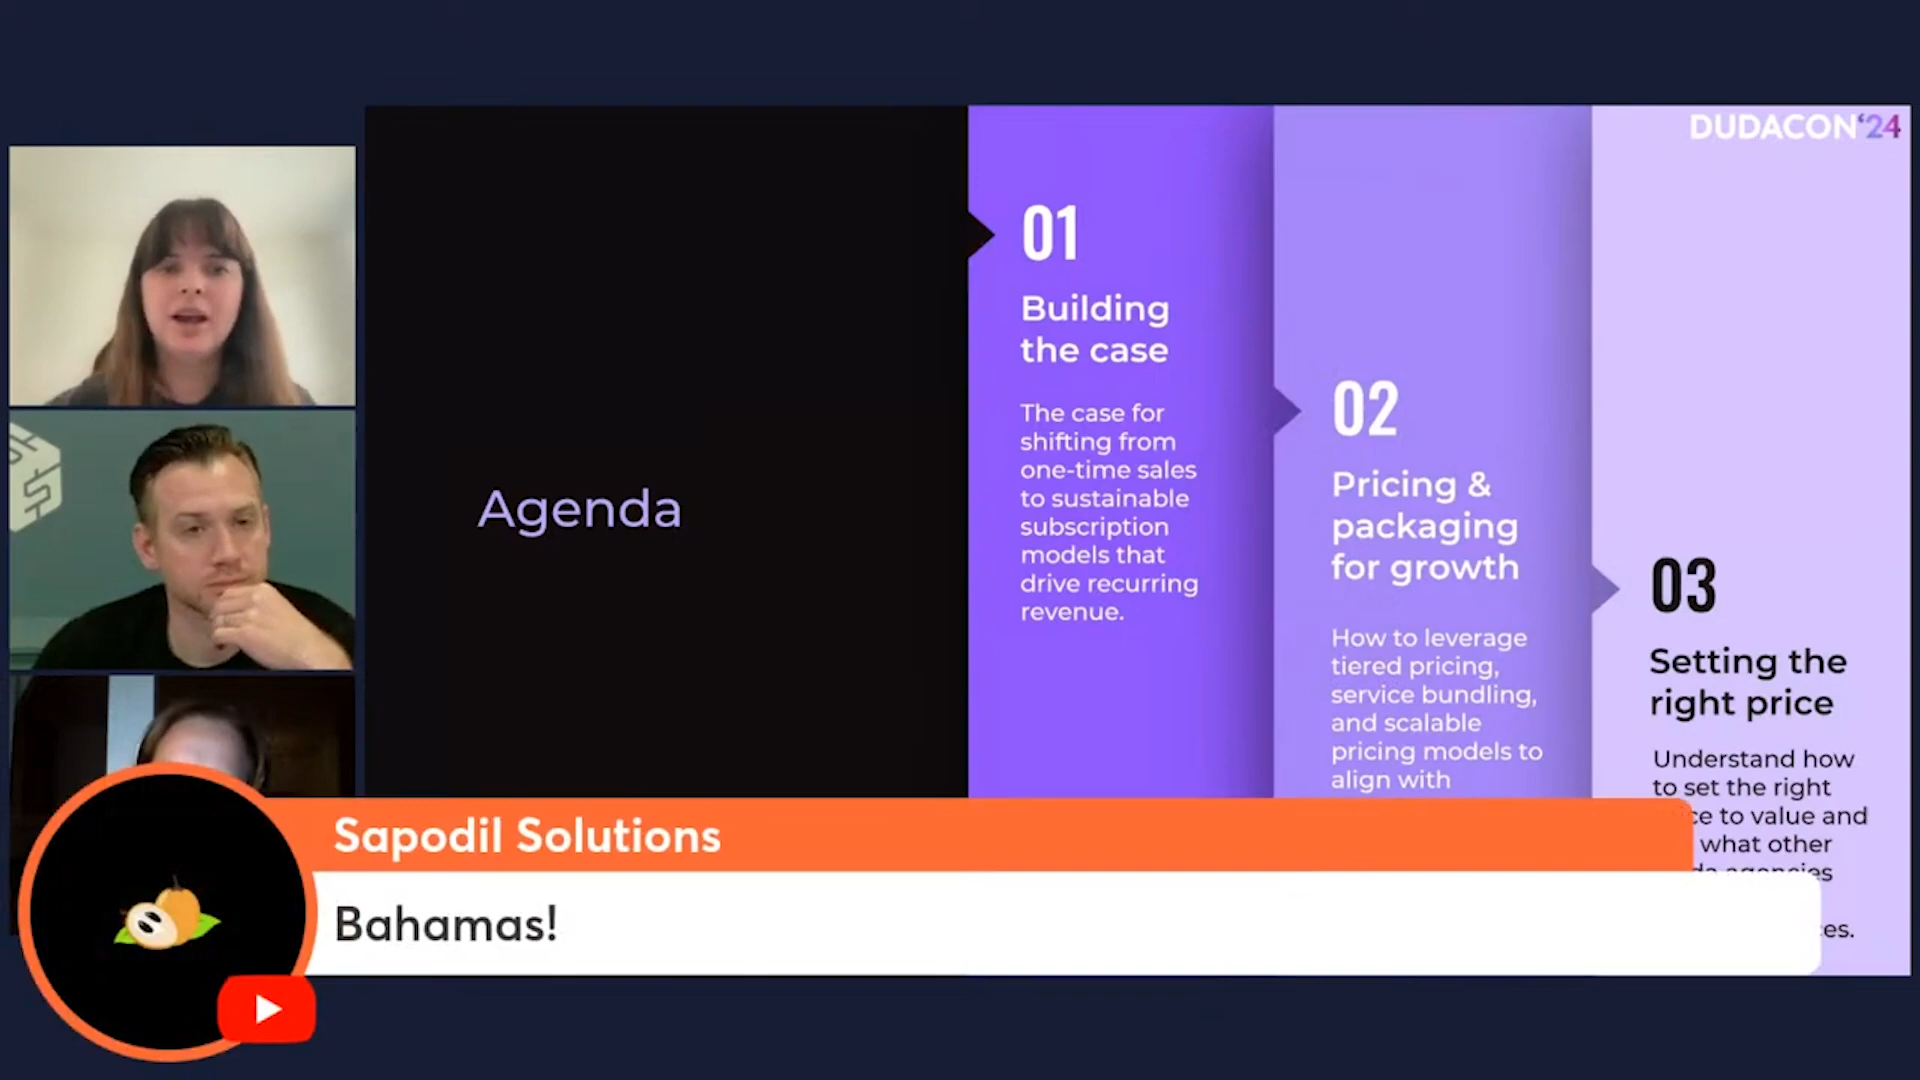 DUDACON‘24
Agenda
01
Building
the case
The case for
shifting from
one-time sales
to sustainable
subscription
models that
drive recurring
revenue.
02
Pricing &
packaging
for growth
How to leverage
tiered pricing,
service bundling,
and scalable
pricing models to
align with
03
Setting the
right price
Understand how
to set the right
to value and
what other
Sapodil Solutions
Bahamas!